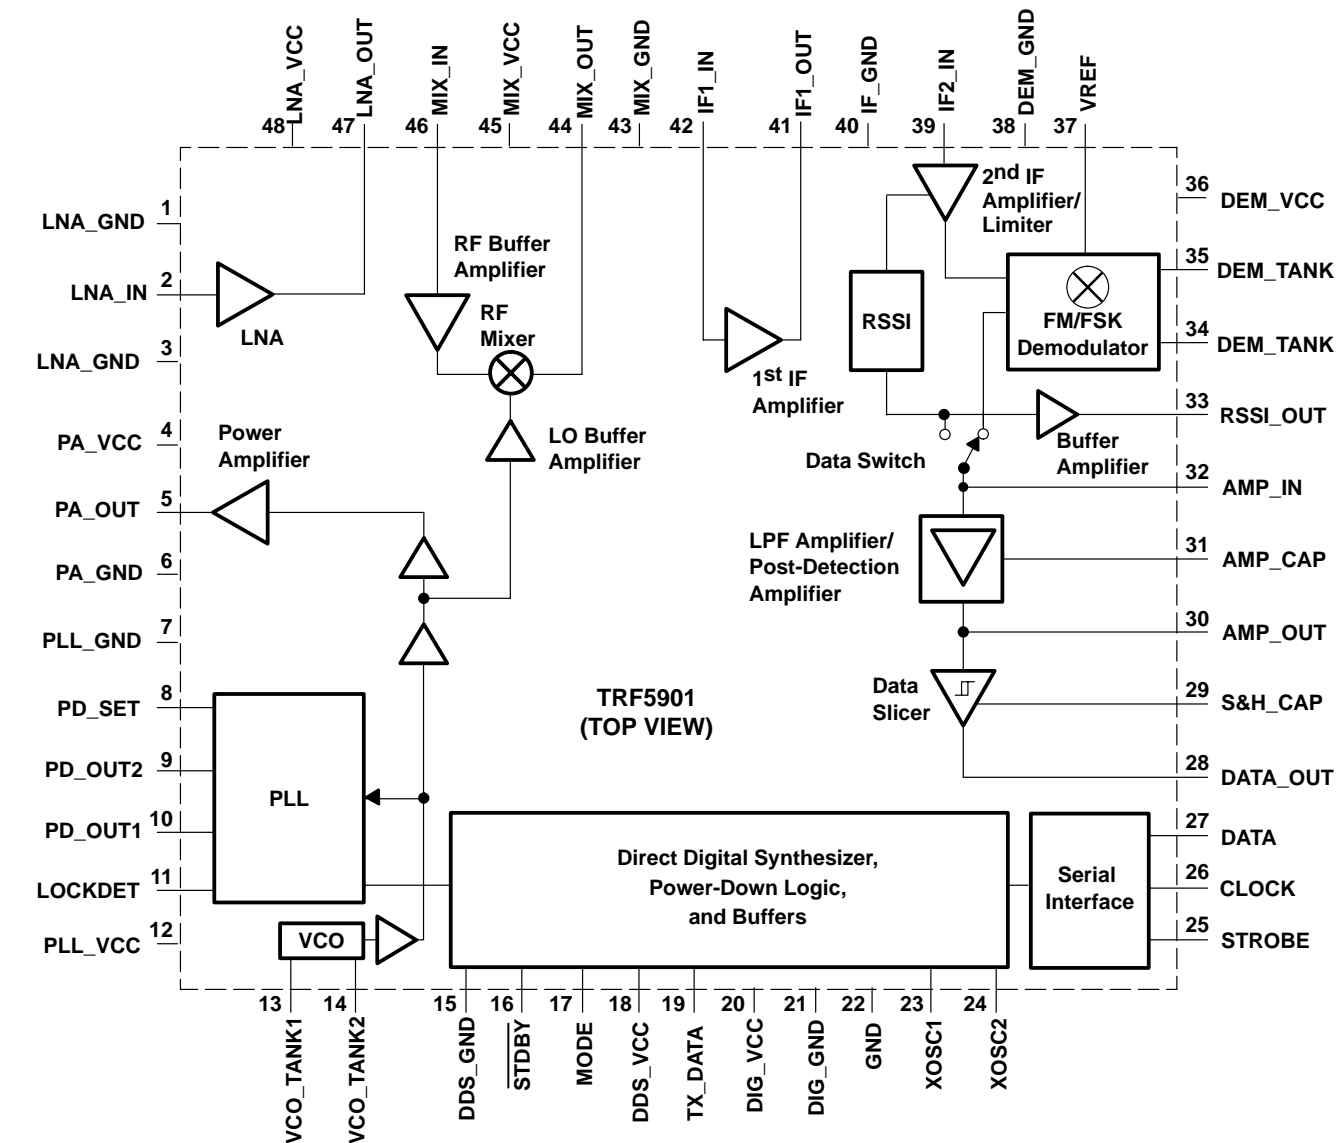 LNA_VCC
LNA_OUT
MIX_IN
MIX_VCC
MIX_OUT
MIX_GND
IF1_IN
IF1_OUT
IF_GND
IF2_IN
DEM_GND
VREF
48
47
46
45
44
43
42
41
40
39
38
37
1
LNA_GND
2
LNA_IN
3
LNA_GND
4
PA_VCC
5
PA_OUT
6
PA_GND
7
PLL_GND
8
PD_SET
9
PD_OUT2
10
PD_OUT1
11
LOCKDET
12
PLL_VCC
36
DEM_VCC
35
DEM_TANK
34
DEM_TANK
33
RSSI_OUT
32
AMP_IN
31
AMP_CAP
30
AMP_OUT
29
S&H_CAP
28
DATA_OUT
27
DATA
26
CLOCK
25
STROBE
LNA
RF Buffer
Amplifier
RF
Mixer
LO Buffer
Amplifier
Power
Amplifier
1st IF
Amplifier
2nd IF
Amplifier/
Limiter
RSSI
FM/FSK
Demodulator
Buffer
Amplifier
Data Switch
LPF Amplifier/
Post-Detection
Amplifier
Data
Slicer
TRF5901
(TOP VIEW)
PLL
VCO
Direct Digital Synthesizer,
Power-Down Logic,
and Buffers
Serial
Interface
13
14
15
16
17
18
19
20
21
22
23
24
VCO_TANK1
VCO_TANK2
DDS_GND
STDBY
MODE
DDS_VCC
TX_DATA
DIG_VCC
DIG_GND
GND
XOSC1
XOSC2